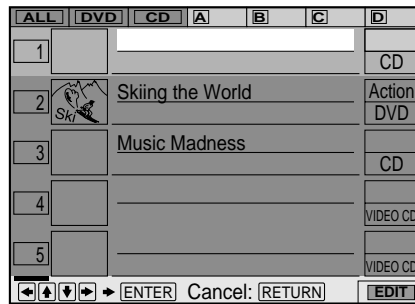 ALL DVD CD A B C D
1
CD
2 Ski Skiing the World Action
DVD
3 Music Madness
CD
4
VIDEO CD
5
VIDEO CD
ENTER Cancel: RETURN EDIT